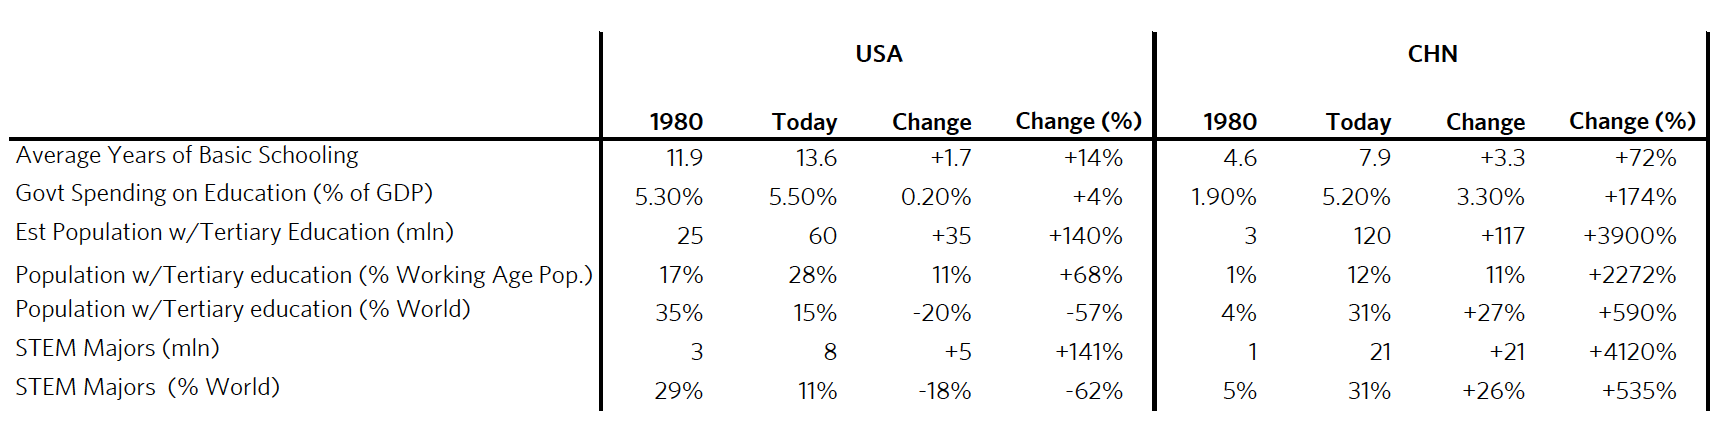 USA CHN
1980 Today Change Change (%) 1980 Today Change Change (%)
Average Years of Basic Schooling 11.9 13.6 +1.7 +14% 4.6 7.9 +3.3 +72%
Govt Spending on Education (% of GDP) 5.30% 5.50% 0.20% +4% 1.90% 5.20% 3.30% +174%
Est Population w/Tertiary Education (mln) 25 60 +35 +140% 3 120 +117 +3900%
Population w/Tertiary education (% Working Age Pop.) 17% 28% 11% +68% 1% 12% 11% +2272%
Population w/Tertiary education (% World) 35% 15% -20% -57% 4% 31% +27% +590%
STEM Majors (mln) 3 8 +5 +141% 1 21 +21 +4120%
STEM Majors (% World) 29% 11% -18% -62% 5% 31% +26% +535%